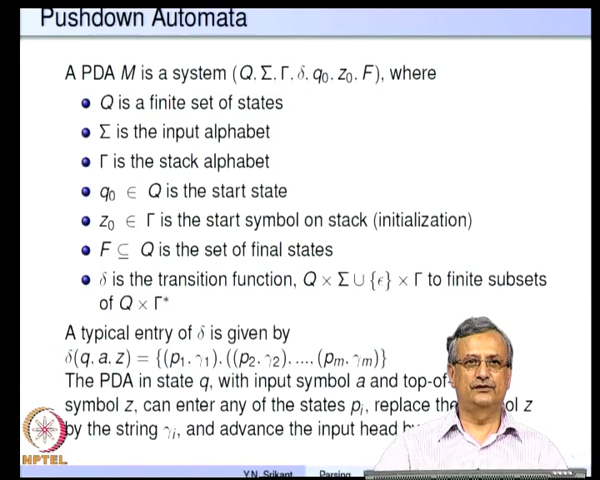 Pushdown Automata
A PDA M is a system (Q. Σ. Γ. δ. q₀. z₀. F), where
Q is a finite set of states
Σ is the input alphabet
Γ is the stack alphabet
q₀ ∈ Q is the start state
z₀ ∈ Γ is the start symbol on stack (initialization)
F ⊆ Q is the set of final states
δ is the transition function, Q × Σ ∪ {ϵ} × Γ to finite subsets
of Q × Γ*
A typical entry of δ is given by
δ(q. a. z) = {(p₁. γ₁). ((p₂. γ₂). .... (pₘ. γₘ)}
The PDA in state q, with input symbol a and top-of-
symbol z, can enter any of the states pᵢ, replace the ol z
by the string γᵢ, and advance the input head
NPTEL
Y.N. Srikant Parsing